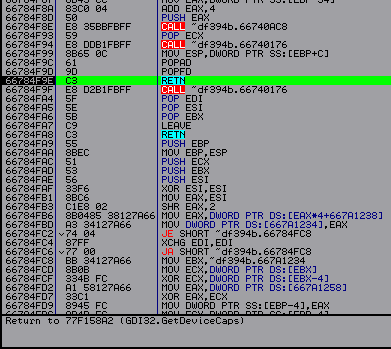 83C0 04 ADD EAX,4
66784F8E 50 PUSH EAX
66784F8F E8 35BBFBFF CALL ~df394b.66740AC8
66784F93 59 POP ECX
66784F94 E8 DDB1FBFF CALL ~df394b.66740176
66784F99 8B65 0C MOV ESP,DWORD PTR SS:[EBP+C]
66784F9C 61 POPAD
66784F9D 9D POPFD
66784F9E C3 RETN
66784F9F E8 D2B1FBFF CALL ~df394b.66740176
66784FA4 5F POP EDI
66784FA5 5E POP ESI
66784FA6 5B POP EBX
66784FA7 C9 LEAVE
66784FA8 C3 RETN
66784FA9 55 PUSH EBP
66784FAA 8BEC MOV EBP,ESP
66784FAC 51 PUSH ECX
66784FAD 53 PUSH EBX
66784FAE 56 PUSH ESI
66784FAF 33F6 XOR ESI,ESI
66784FB1 8BC6 MOV EAX,ESI
66784FB3 C1E8 02 SHR EAX,2
66784FB6 8B0485 38127A66 MOV EAX,DWORD PTR DS:[EAX*4+667A1238]
66784FBD A3 34127A66 MOV DWORD PTR DS:[667A1234],EAX
66784FC2 74 04 JE SHORT ~df394b.66784FC8
66784FC4 87FF XCHG EDI,EDI
66784FC6 77 00 JA SHORT ~df394b.66784FC8
66784FC8 BB 34127A66 MOV EBX,~df394b.667A1234
66784FCD 8B0B MOV ECX,DWORD PTR DS:[EBX]
66784FCF 334B FC XOR ECX,DWORD PTR DS:[EBX-4]
66784FD2 A1 58127A66 MOV EAX,DWORD PTR DS:[667A1258]
66784FD7 33C1 XOR EAX,ECX
66784FD9 8945 FC MOV DWORD PTR SS:[EBP-4],EAX
Return to 77F158A2 (GDI32.GetDeviceCaps)